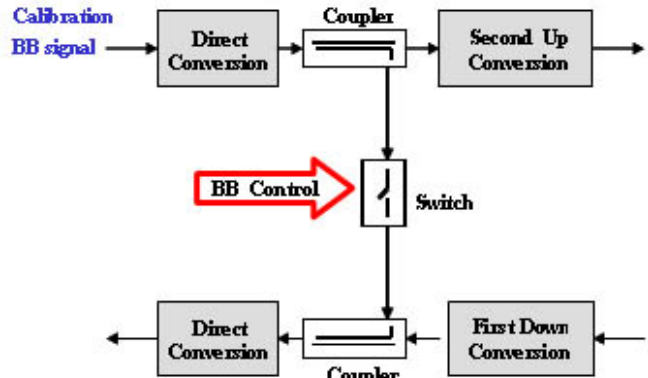 Calibration
BB signal
Direct
Conversion
Coupler
Second Up
Conversion
BB Control
Switch
Direct
Conversion
Coupler
First Down
Conversion